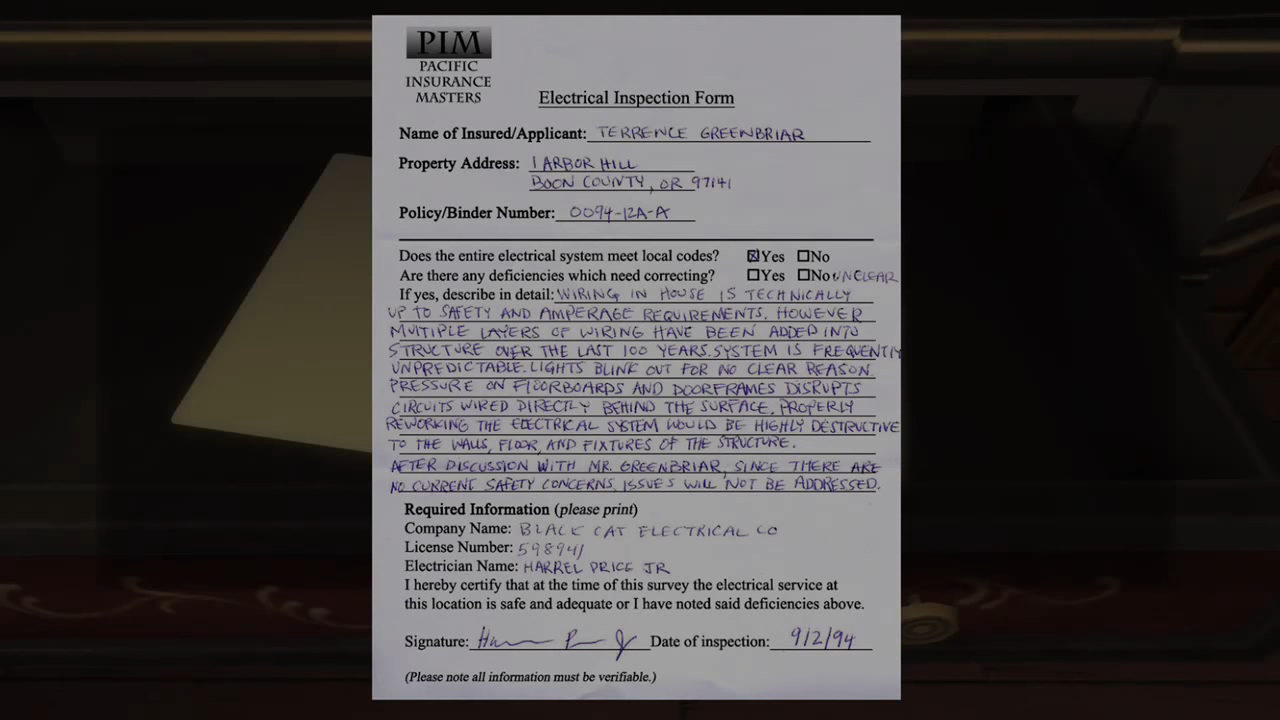 PIM
PACIFIC
INSURANCE
MASTERS
Electrical Inspection Form
Name of Insured/Applicant: TERRENCE GREENBRIAR
Property Address: 1 ARBOR HILL
BOON COUNTY, OR 97141
Policy/Binder Number: 0094-12A-A
Does the entire electrical system meet local codes? ☒Yes ☐No
Are there any deficiencies which need correcting? ☐Yes ☐No UNCLEAR
If yes, describe in detail: WIRING IN HOUSE IS TECHNICALLY
UP TO SAFETY AND AMPERAGE REQUIREMENTS. HOWEVER
MULTIPLE LAYERS OF WIRING HAVE BEEN ADDED INTO
STRUCTURE OVER THE LAST 100 YEARS. SYSTEM IS FREQUENTLY
UNPREDICTABLE. LIGHTS BLINK OUT FOR NO CLEAR REASON.
PRESSURE ON FLOORBOARDS AND DOORFRAMES DISRUPTS
CIRCUITS WIRED DIRECTLY BEHIND THE SURFACE. PROPERLY
REWORKING THE ELECTRICAL SYSTEM WOULD BE HIGHLY DESTRUCTIVE
TO THE WALLS, FLOOR, AND FIXTURES OF THE STRUCTURE.
AFTER DISCUSSION WITH MR. GREENBRIAR, SINCE THERE ARE
NO CURRENT SAFETY CONCERNS, ISSUES WILL NOT BE ADDRESSED.
Required Information (please print)
Company Name: BLACK CAT ELECTRICAL CO
License Number: 598941
Electrician Name: HARREL PRICE JR
I hereby certify that at the time of this survey the electrical service at
this location is safe and adequate or I have noted said deficiencies above.
Signature: Date of inspection: 9/2/94
(Please note all information must be verifiable.)